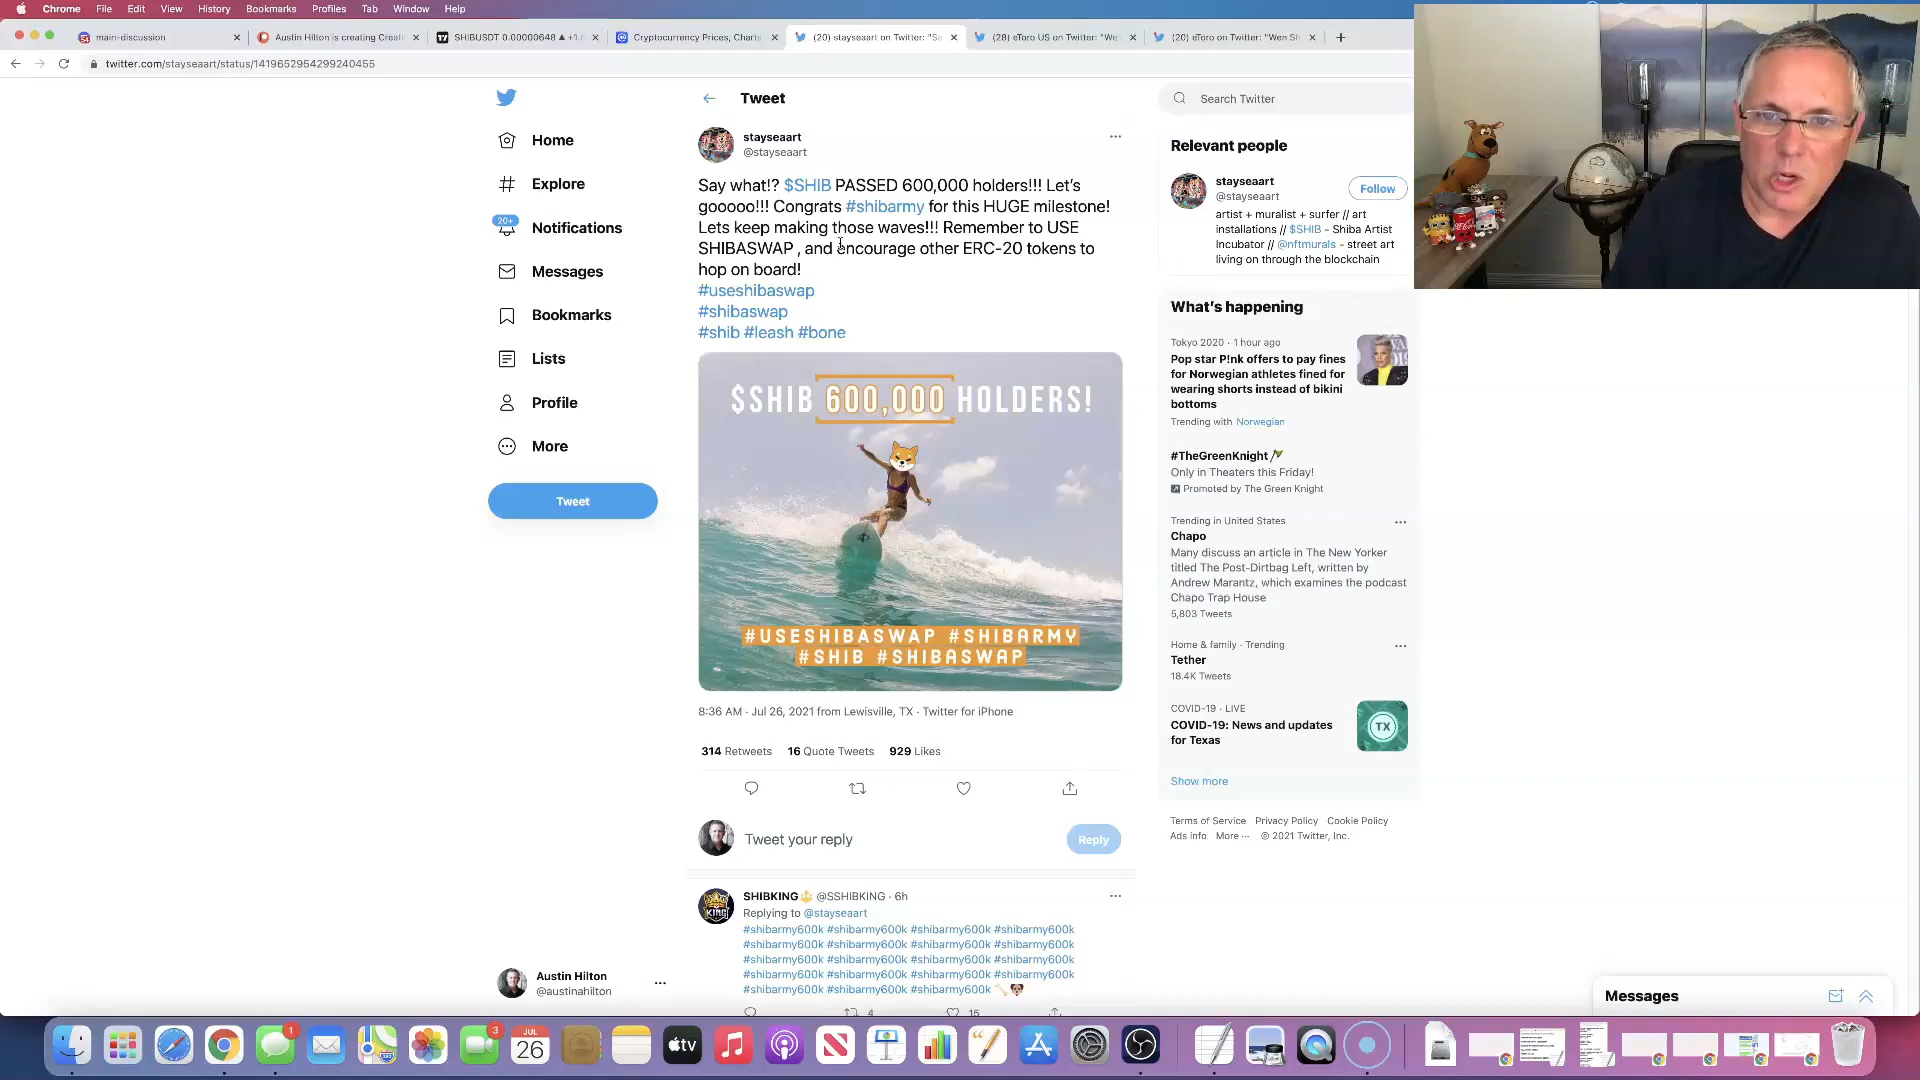 Chrome File Edit View History Bookmarks Profiles Tab Window Help
main-discussion
Austin Hilton is creating Creati
SHIBUSDT 0.00000648 ▲ +1.
Cryptocurrency Prices, Charts
(20) stayseaart on Twitter: "Sa
(28) eToro US on Twitter: "We'
(20) eToro on Twitter: "Wen Sh
twitter.com/stayseaart/status/1419652954299240455
Home
Explore
20+
Notifications
Messages
Bookmarks
Lists
Profile
More
Tweet
Austin Hilton
@austinahilton
Tweet
stayseaart
@stayseaart
Say what!? $SHIB PASSED 600,000 holders!!! Let's
gooooo!!! Congrats #shibarmy for this HUGE milestone!
Lets keep making those waves!!! Remember to USE
SHIBASWAP , and encourage other ERC-20 tokens to
hop on board!
#useshibaswap
#shibaswap
#shib #leash #bone
$SHIB 600,000 HOLDERS!
#USESHIBASWAP #SHIBARMY
#SHIB #SHIBASWAP
8:36 AM · Jul 26, 2021 from Lewisville, TX · Twitter for iPhone
314 Retweets 16 Quote Tweets 929 Likes
Tweet your reply
Reply
SHIBKING @SSHIBKING · 6h
Replying to @stayseaart
#shibarmy600k #shibarmy600k #shibarmy600k #shibarmy600k
#shibarmy600k #shibarmy600k #shibarmy600k #shibarmy600k
#shibarmy600k #shibarmy600k #shibarmy600k #shibarmy600k
#shibarmy600k #shibarmy600k #shibarmy600k #shibarmy600k
#shibarmy600k #shibarmy600k #shibarmy600k
4 15
Search Twitter
Relevant people
stayseaart
@stayseaart
Follow
artist + muralist + surfer // art
installations // $SHIB - Shiba Artist
Incubator // @nftmurals - street art
living on through the blockchain
What's happening
Tokyo 2020 · 1 hour ago
Pop star P!nk offers to pay fines
for Norwegian athletes fined for
wearing shorts instead of bikini
bottoms
Trending with Norwegian
#TheGreenKnight
Only in Theaters this Friday!
Promoted by The Green Knight
Trending in United States
Chapo
Many discuss an article in The New Yorker
titled The Post-Dirtbag Left, written by
Andrew Marantz, which examines the podcast
Chapo Trap House
5,803 Tweets
Home & family · Trending
Tether
18.4K Tweets
COVID-19 · LIVE
COVID-19: News and updates
for Texas
TX
Show more
Terms of Service Privacy Policy Cookie Policy
Ads info More ··· © 2021 Twitter, Inc.
Messages
1
3
JUL
26
tv